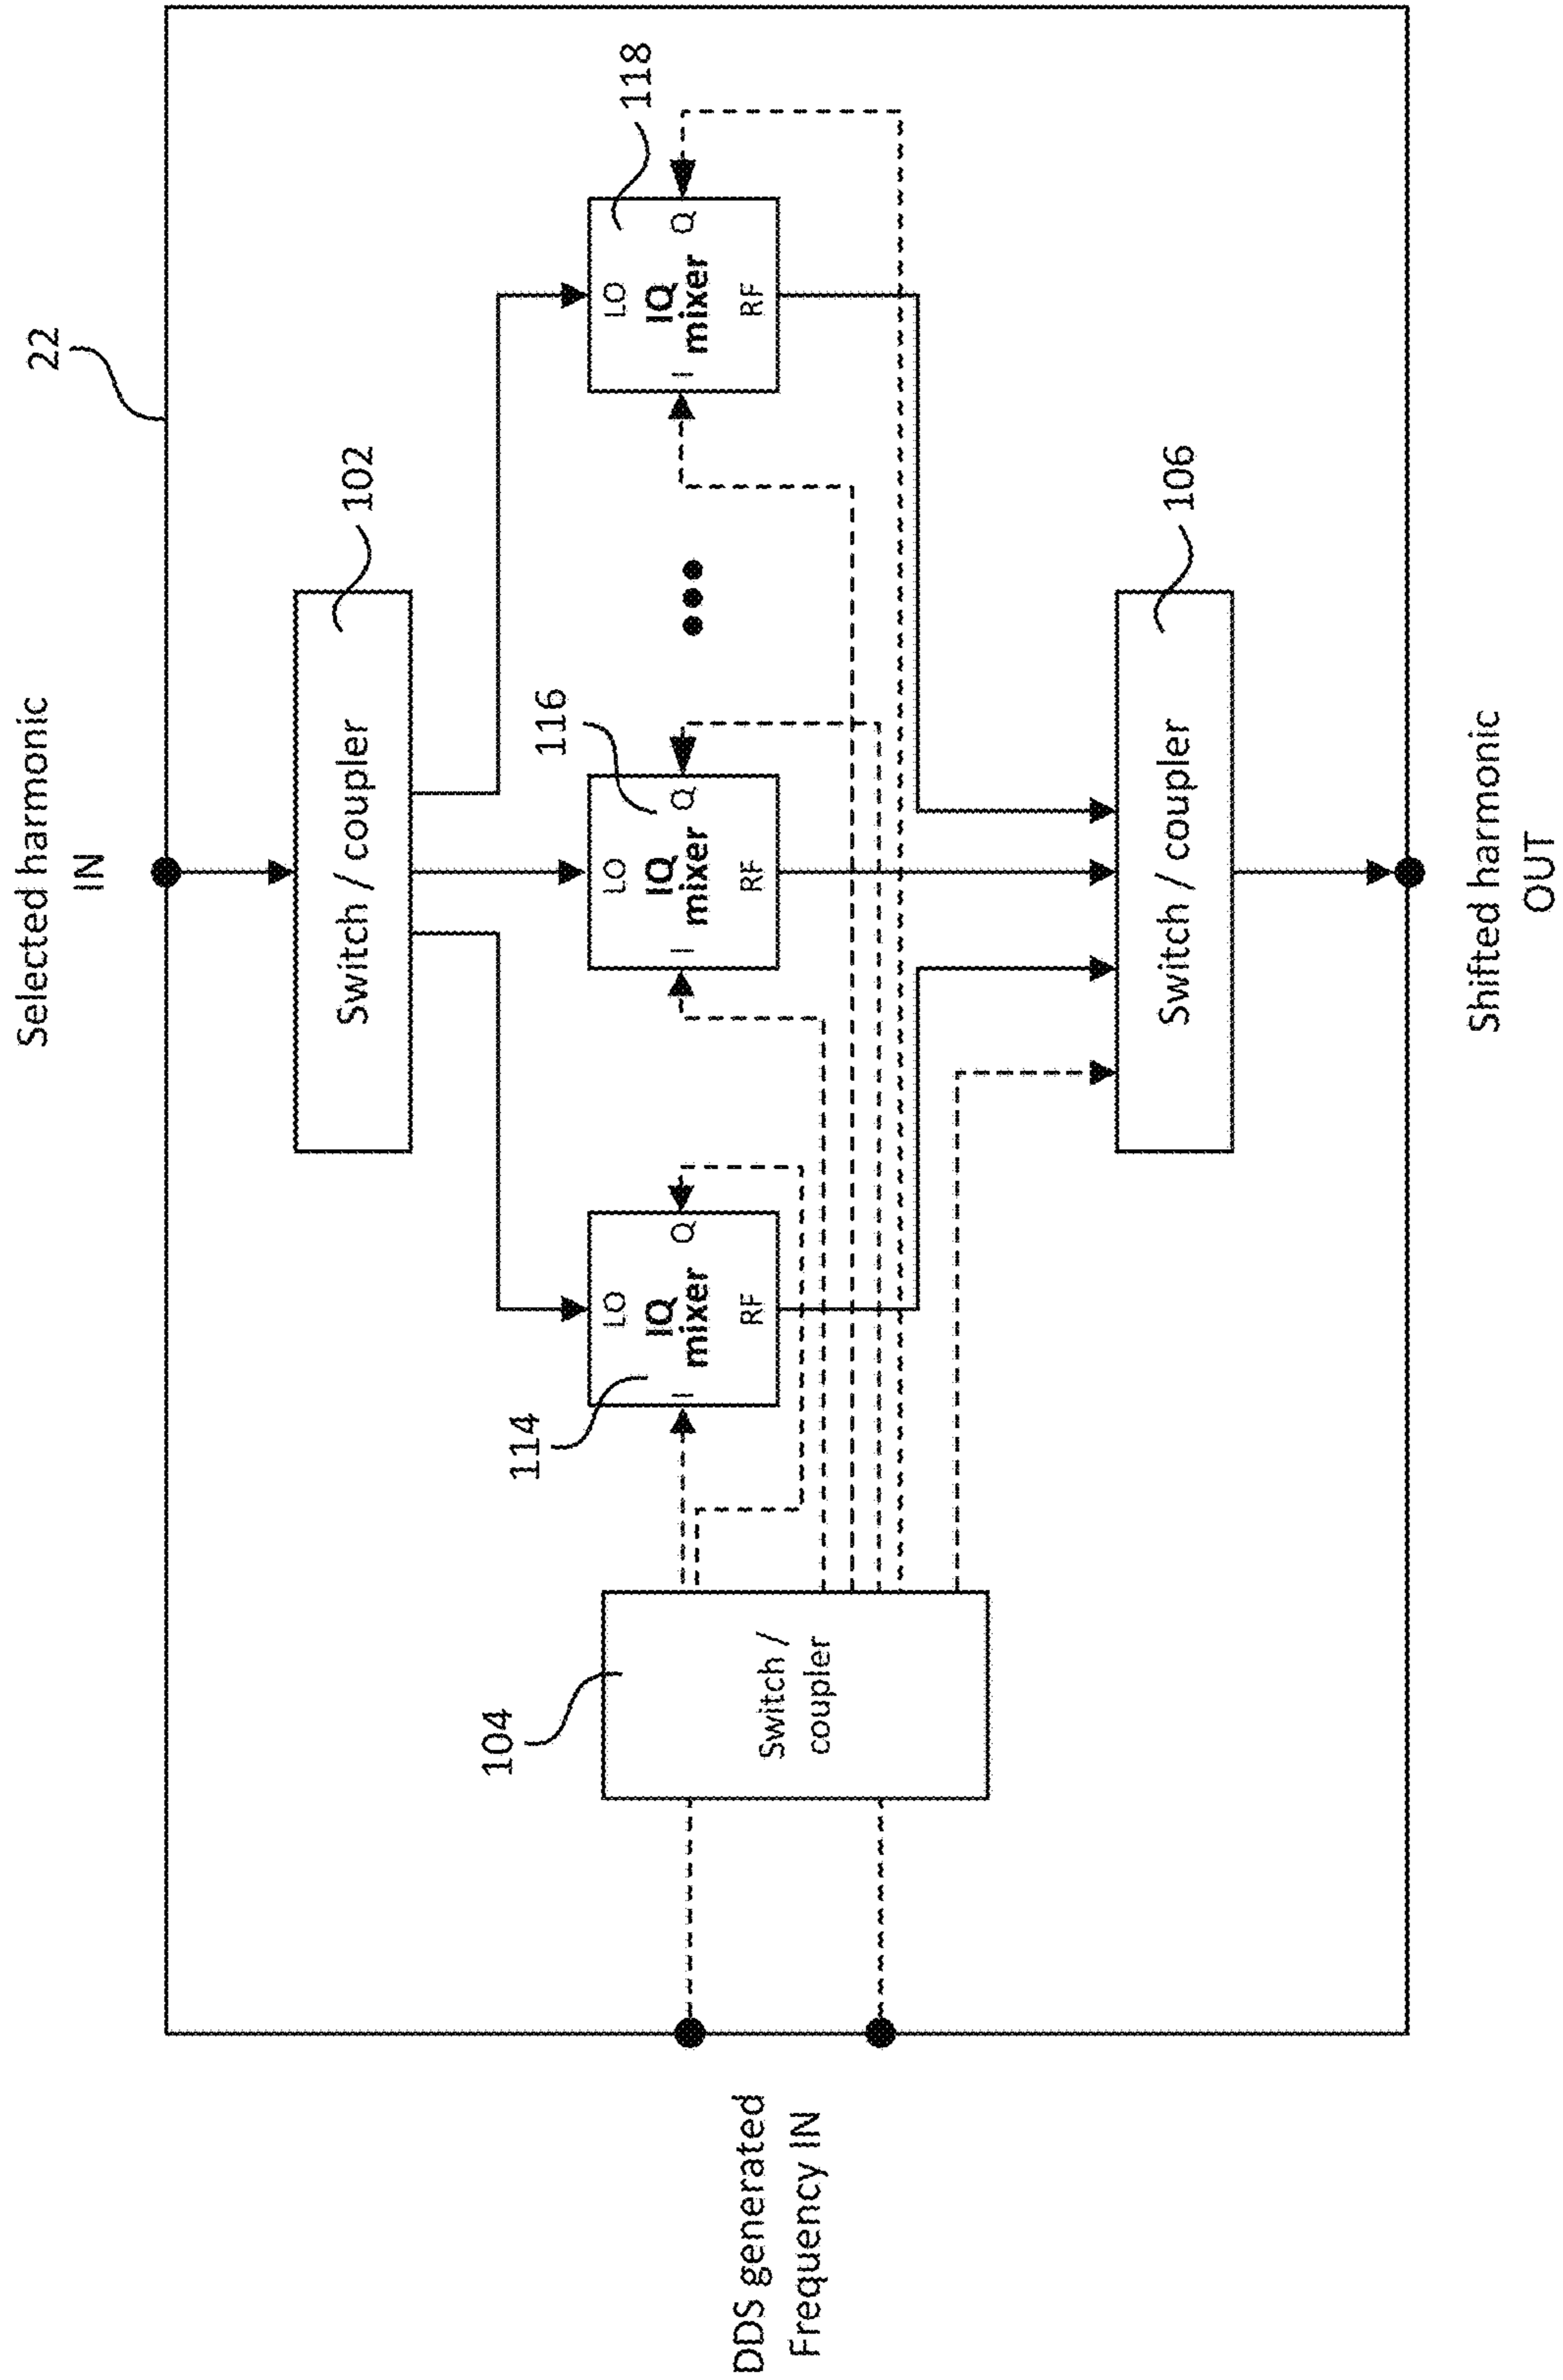 Selected harmonic
IN
22
102
Switch / coupler
118
LO
IQ
mixer
I
Q
RF
116
LO
IQ
mixer
I
Q
RF
114
LO
IQ
mixer
I
Q
RF
104
Switch /
coupler
DDS generated
Frequency IN
106
Switch / coupler
Shifted harmonic
OUT